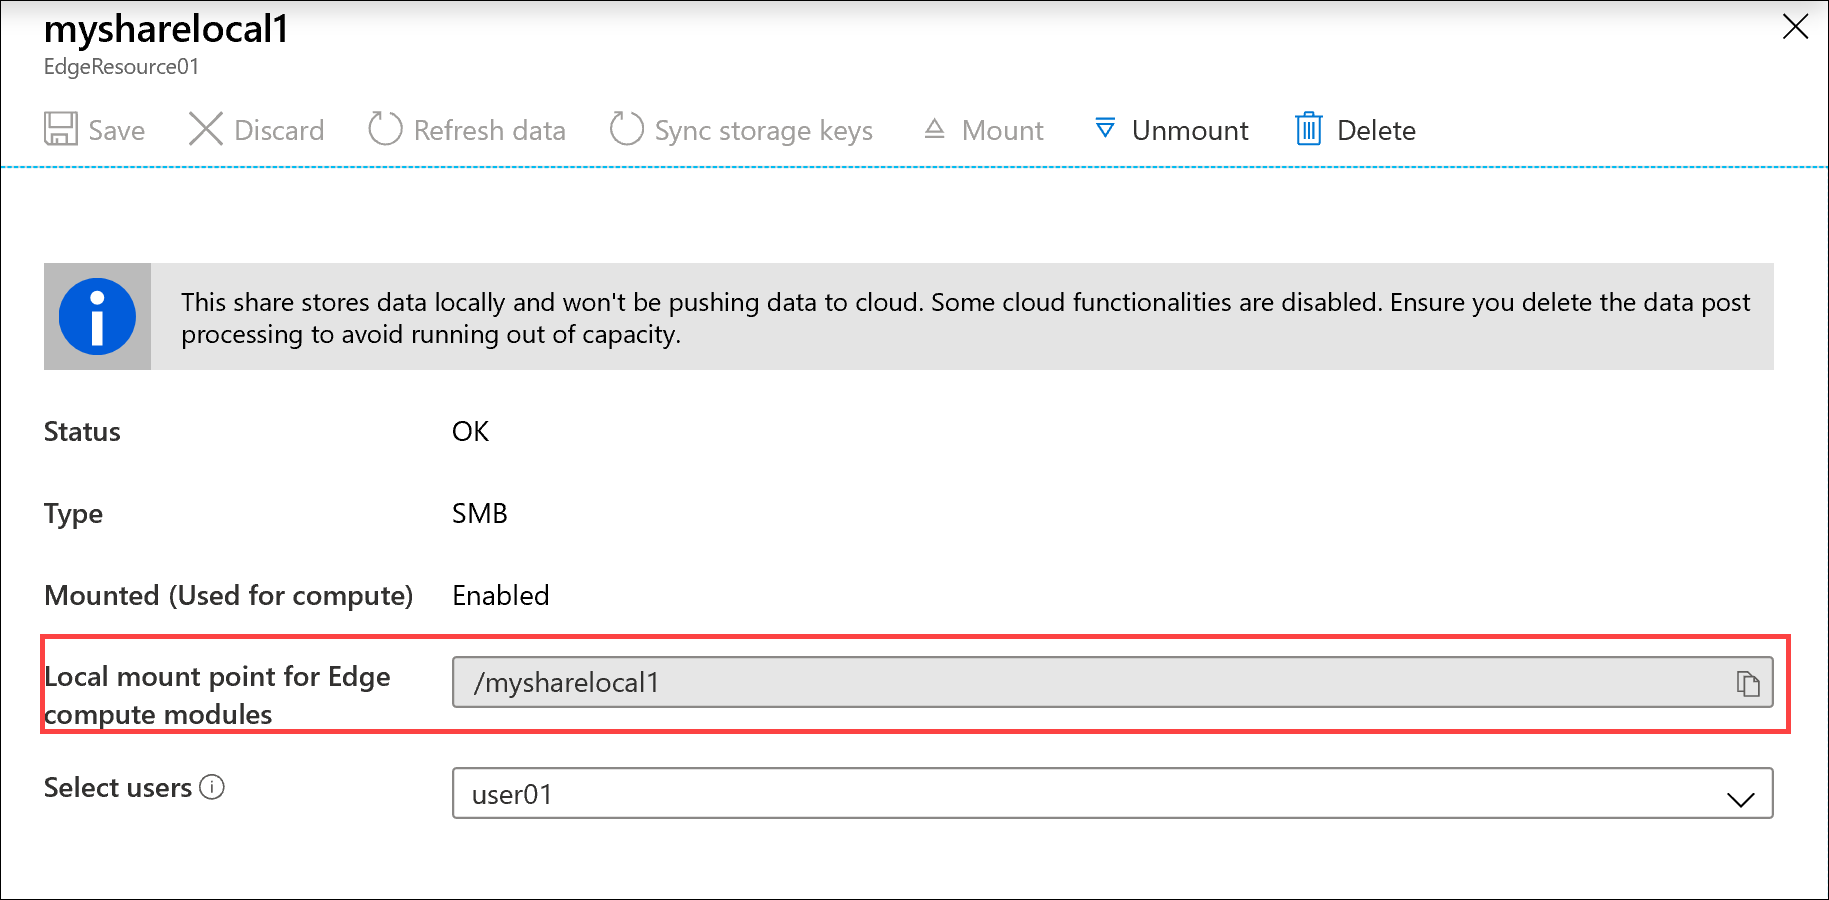 mysharelocal1
EdgeResource01
Save Discard Refresh data Sync storage keys Mount Unmount Delete
This share stores data locally and won't be pushing data to cloud. Some cloud functionalities are disabled. Ensure you delete the data post
processing to avoid running out of capacity.
Status OK
Type SMB
Mounted (Used for compute) Enabled
Local mount point for Edge
compute modules
/mysharelocal1
Select users
user01